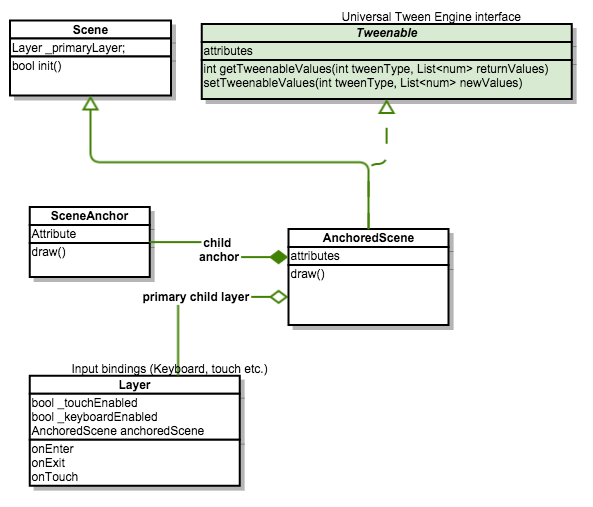 Universal Tween Engine interface
Scene
Layer _primaryLayer;
bool init()
Tweenable
attributes
int getTweenableValues(int tweenType, List<num> returnValues)
setTweenableValues(int tweenType, List<num> newValues)
SceneAnchor
Attribute
draw()
child
anchor
AnchoredScene
attributes
draw()
primary child layer
Input bindings (Keyboard, touch etc.)
Layer
bool _touchEnabled
bool _keyboardEnabled
AnchoredScene anchoredScene
onEnter
onExit
onTouch